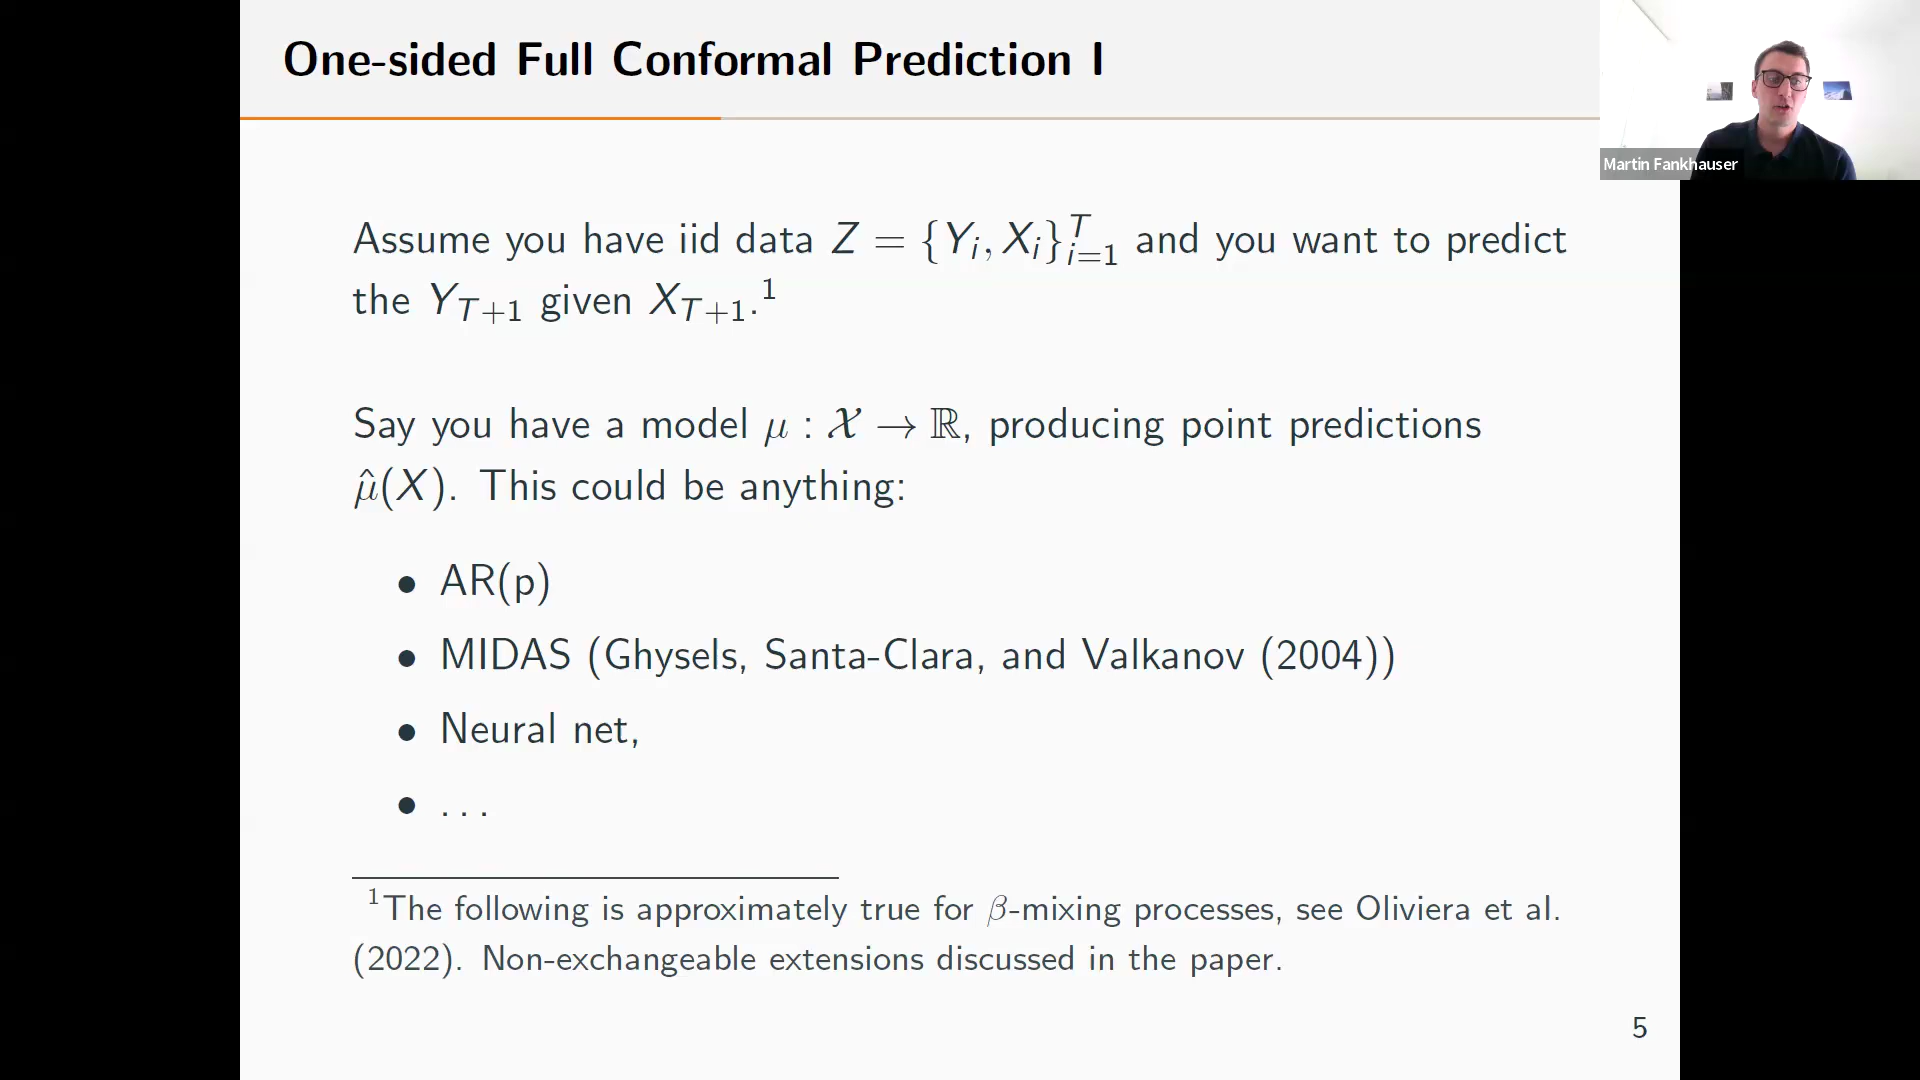 One-sided Full Conformal Prediction I
Martin Fankhauser
Assume you have iid data Z = {Y_i, X_i}_{i=1}^T and you want to predict
the Y_{T+1} given X_{T+1}.¹
Say you have a model μ : 𝒳 → ℝ, producing point predictions
μ̂(X). This could be anything:
• AR(p)
• MIDAS (Ghysels, Santa-Clara, and Valkanov (2004))
• Neural net,
• . . .
¹The following is approximately true for β-mixing processes, see Oliviera et al.
(2022). Non-exchangeable extensions discussed in the paper.
5